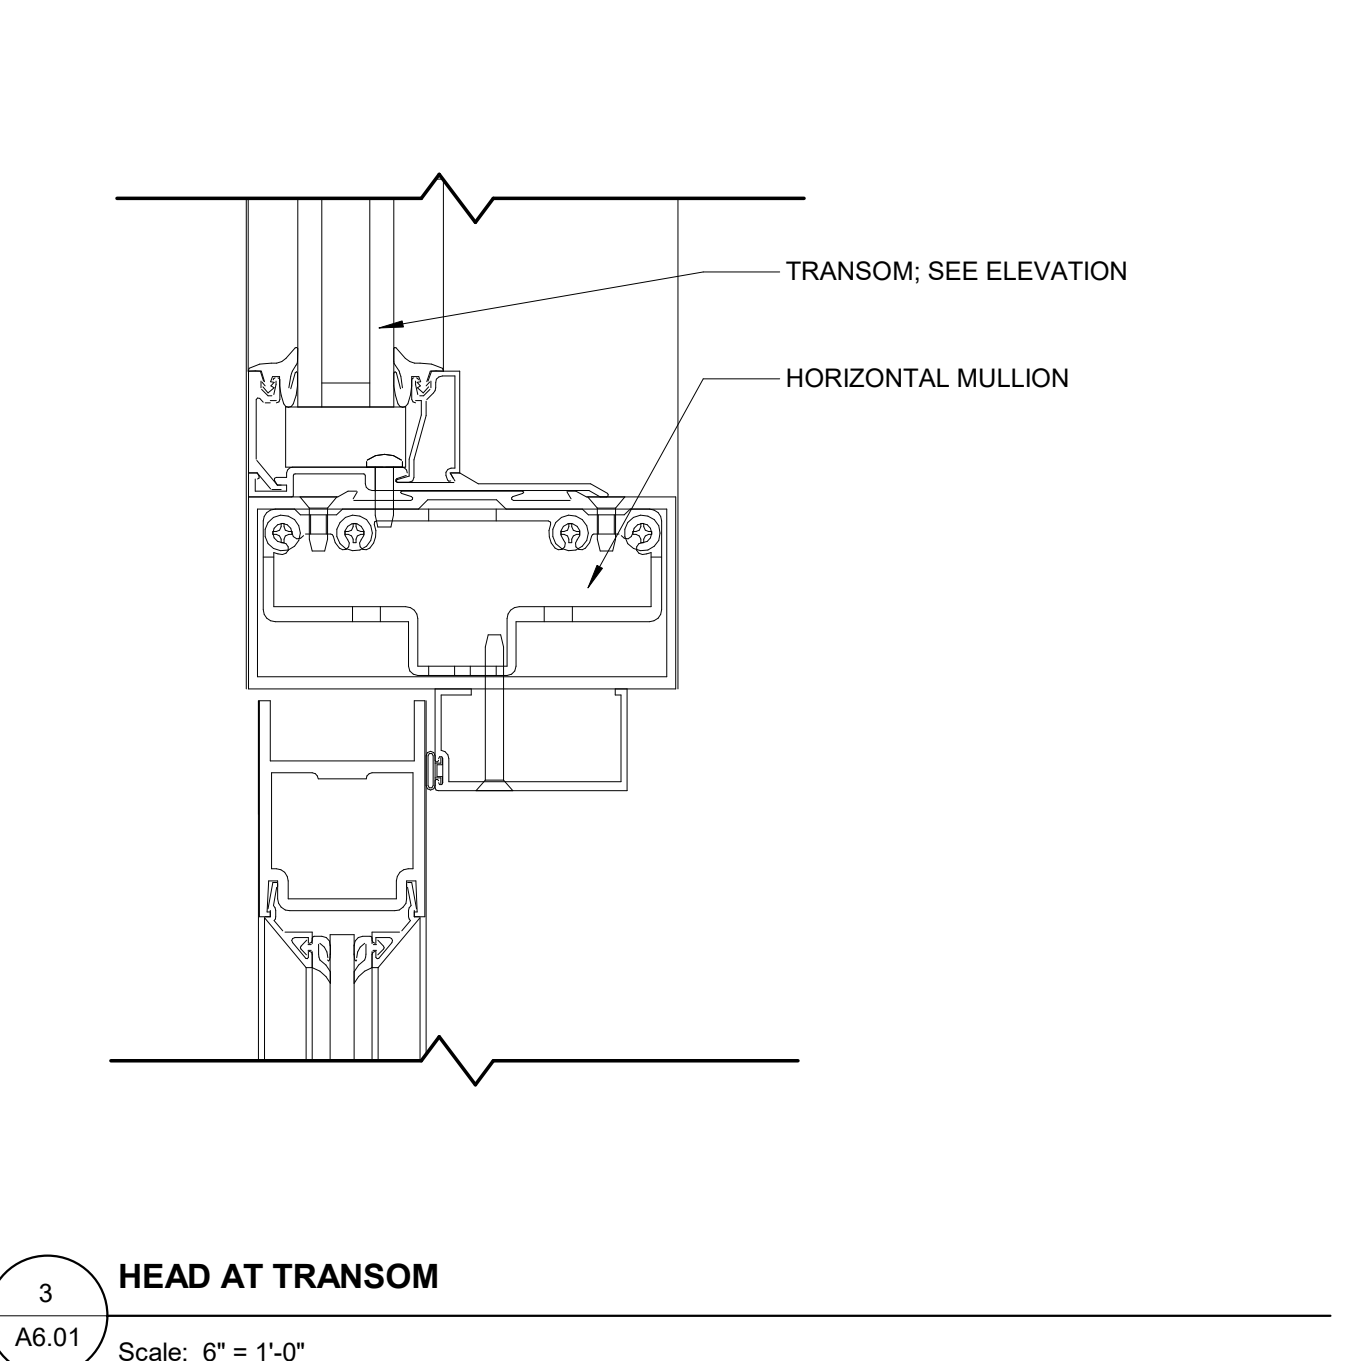 TRANSOM; SEE ELEVATION
HORIZONTAL MULLION
3
HEAD AT TRANSOM
A6.01
Scale: 6" = 1'-0"